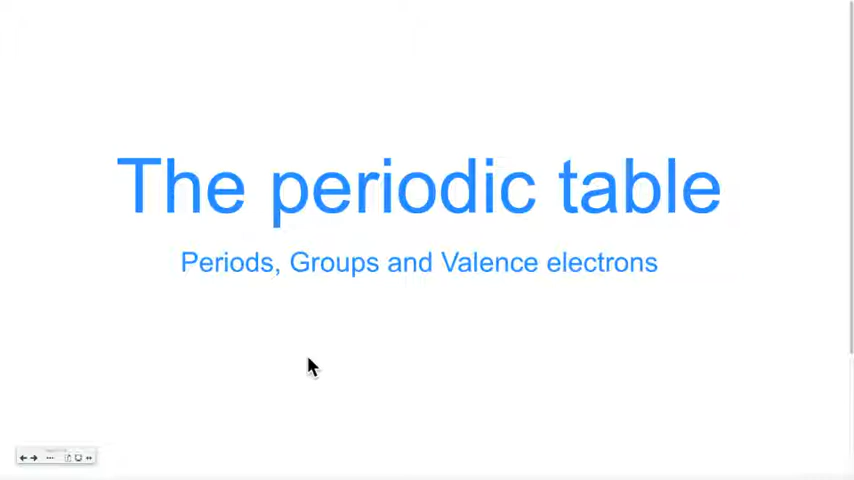 The periodic table
Periods, Groups and Valence electrons